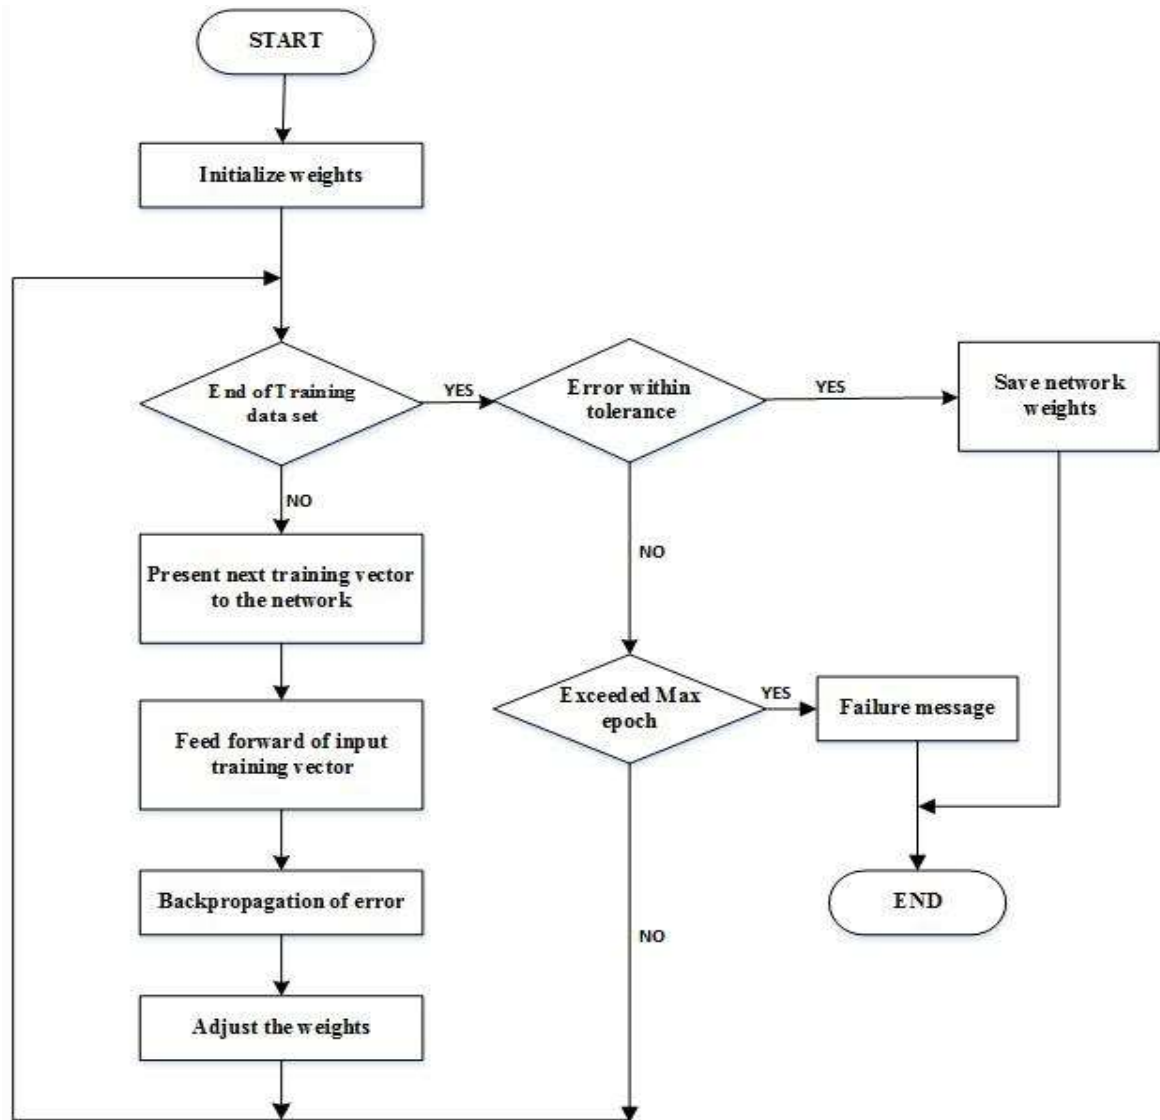 START
Initialize weights
End of Training
data set
YES
Error within
tolerance
YES
Save network
weights
NO
Present next training vector
to the network
NO
Feed forward of input
training vector
Exceeded Max
epoch
YES
Failure message
Backpropagation of error
END
NO
Adjust the weights